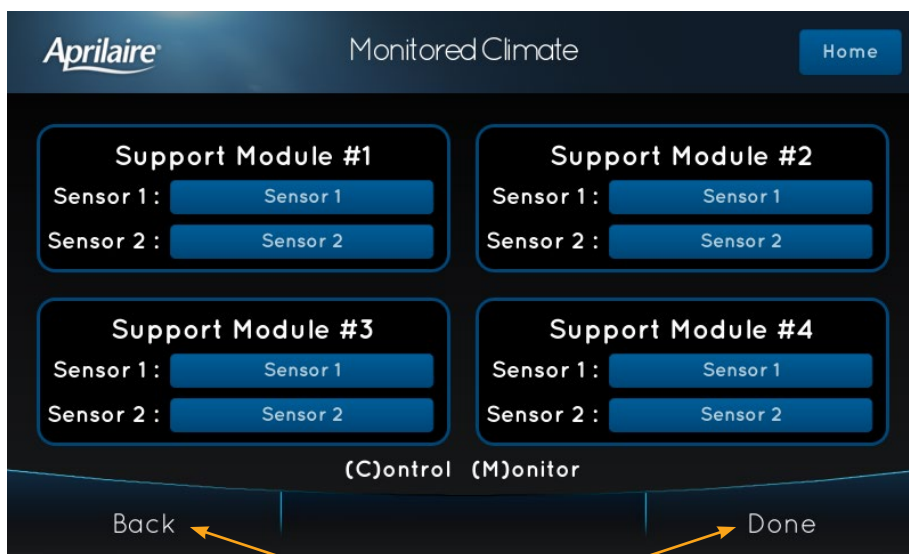 Aprilaire® Monitored Climate Home
Support Module #1
Sensor 1 : Sensor 1
Sensor 2 : Sensor 2
Support Module #2
Sensor 1 : Sensor 1
Sensor 2 : Sensor 2
Support Module #3
Sensor 1 : Sensor 1
Sensor 2 : Sensor 2
Support Module #4
Sensor 1 : Sensor 1
Sensor 2 : Sensor 2
(C)ontrol (M)onitor
Back Done